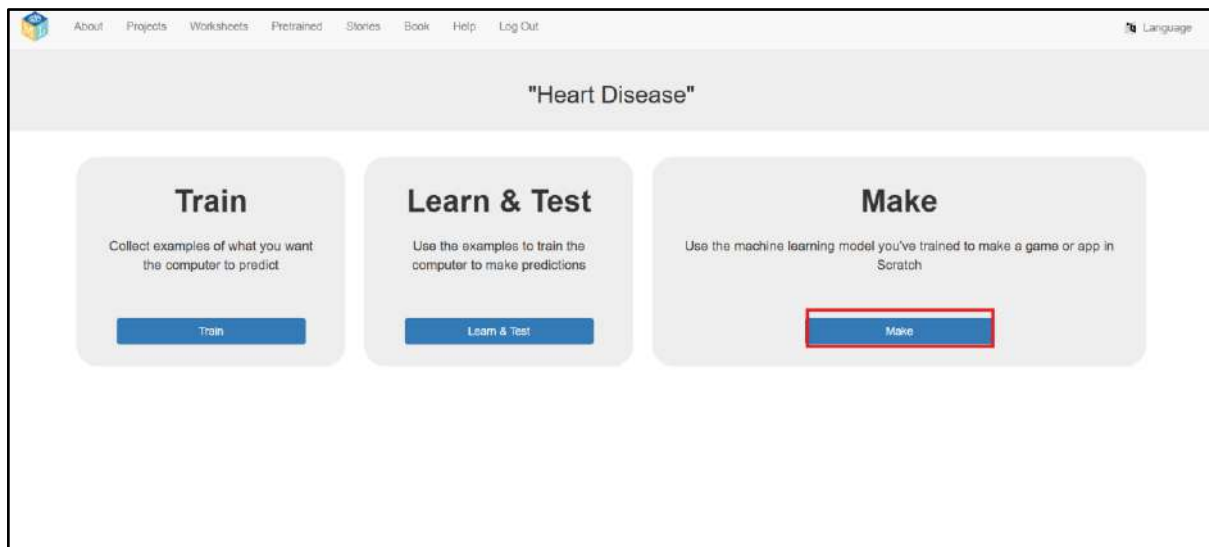 About Projects Worksheets Pretrained Stories Book Help Log Out Language
"Heart Disease"
Train
Collect examples of what you want
the computer to predict
Train
Learn & Test
Use the examples to train the
computer to make predictions
Learn & Test
Make
Use the machine learning model you've trained to make a game or app in
Scratch
Make